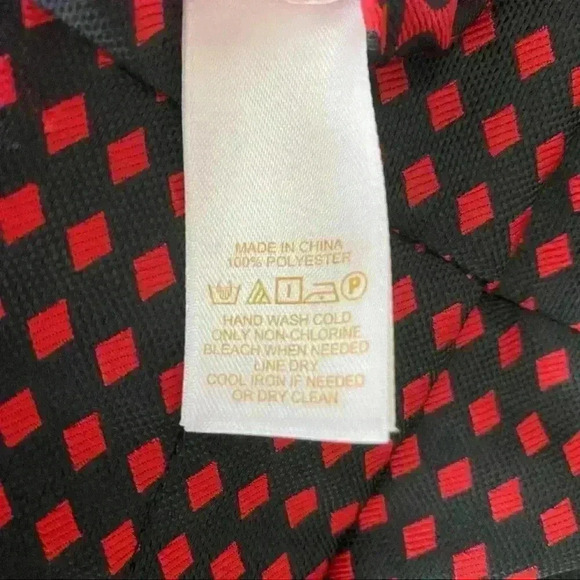 MADE IN CHINA
100% POLYESTER
P
HAND WASH COLD
ONLY NON-CHLORINE
BLEACH WHEN NEEDED
LINE DRY
COOL IRON IF NEEDED
OR DRY CLEAN